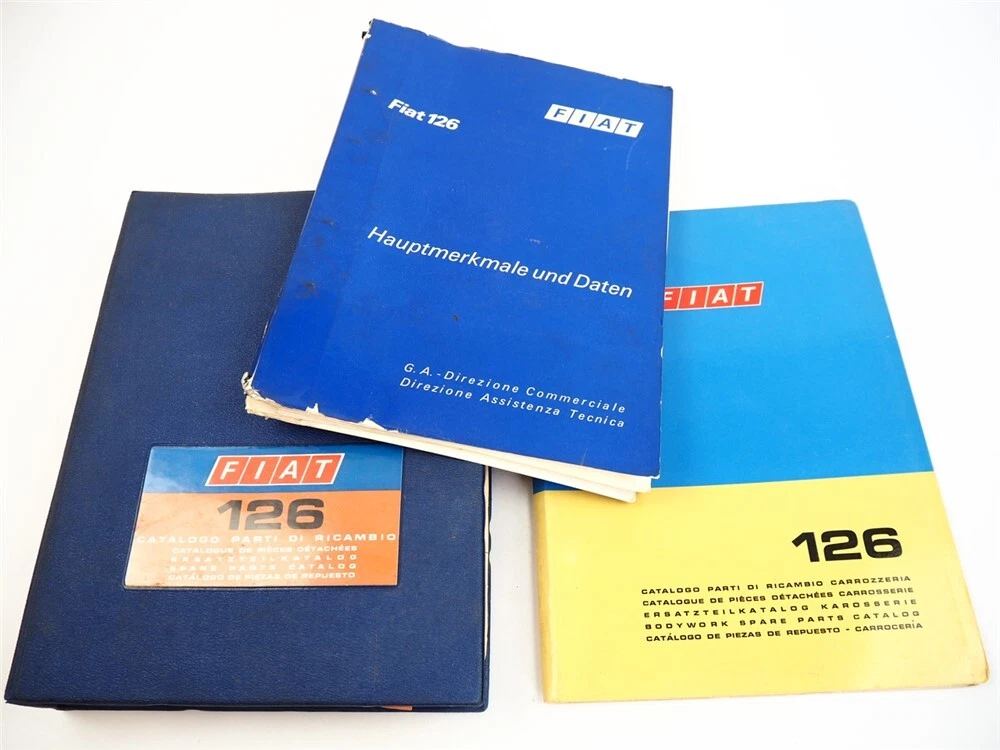 Fiat 126
FIAT
Hauptmerkmale und Daten
G. A. - Direzione Commerciale
Direzione Assistenza Tecnica
FIAT
126
CATALOGO PARTI DI RICAMBIO
CATALOGUE DE PIÈCES DÉTACHÉES
ERSATZTEILKATALOG
SPARE PARTS CATALOG
CATÁLOGO DE PIEZAS DE REPUESTO
FIAT
126
CATALOGO PARTI DI RICAMBIO CARROZZERIA
CATALOGUE DE PIÈCES DÉTACHÉES CARROSSERIE
ERSATZTEILKATALOG KAROSSERIE
BODYWORK SPARE PARTS CATALOG
CATÁLOGO DE PIEZAS DE REPUESTO - CARROCERÍA